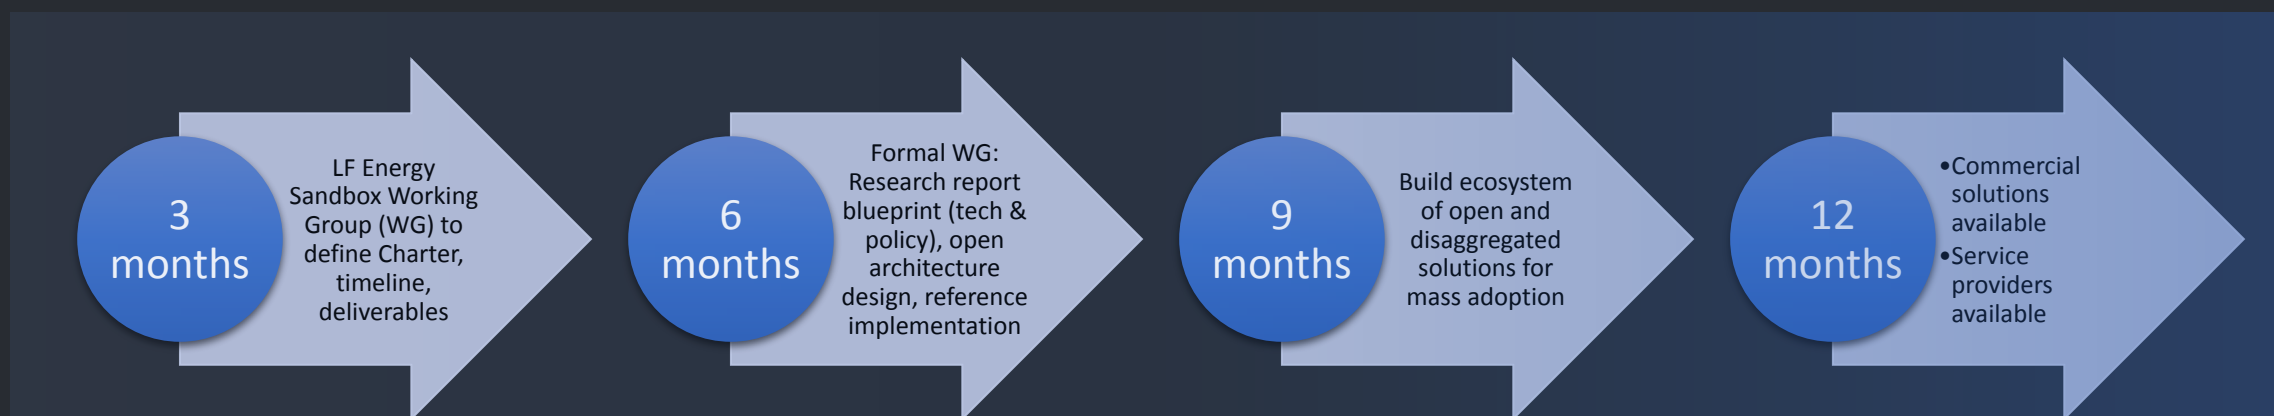 3
months
LF Energy
Sandbox Working
Group (WG) to
define Charter,
timeline,
deliverables
6
months
Formal WG:
Research report
blueprint (tech &
policy), open
architecture
design, reference
implementation
9
months
Build ecosystem
of open and
disaggregated
solutions for
mass adoption
12
months
•Commercial
solutions
available
•Service
providers
available